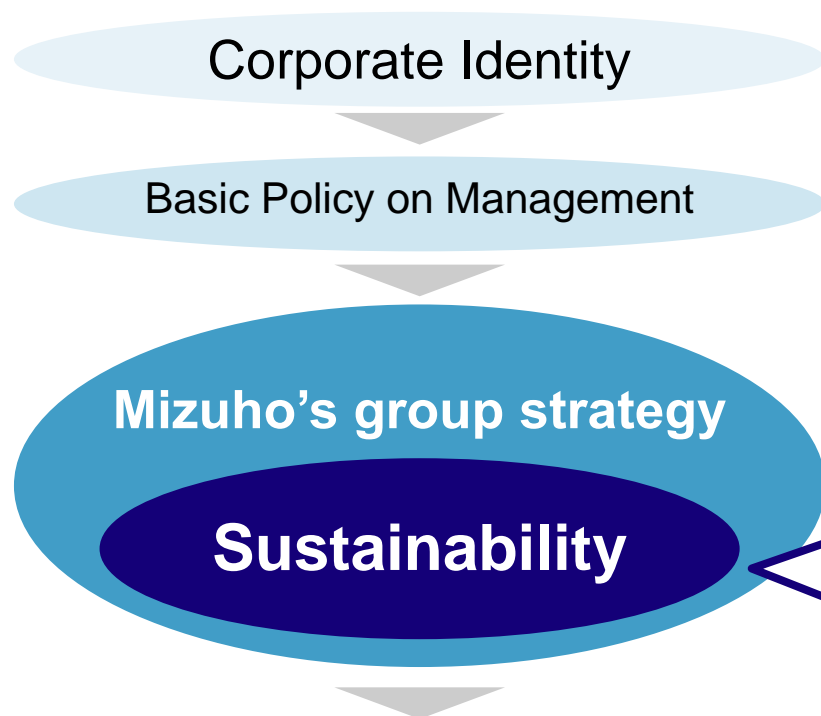 Corporate Identity
Basic Policy on Management
Mizuho’s group strategy
Sustainability